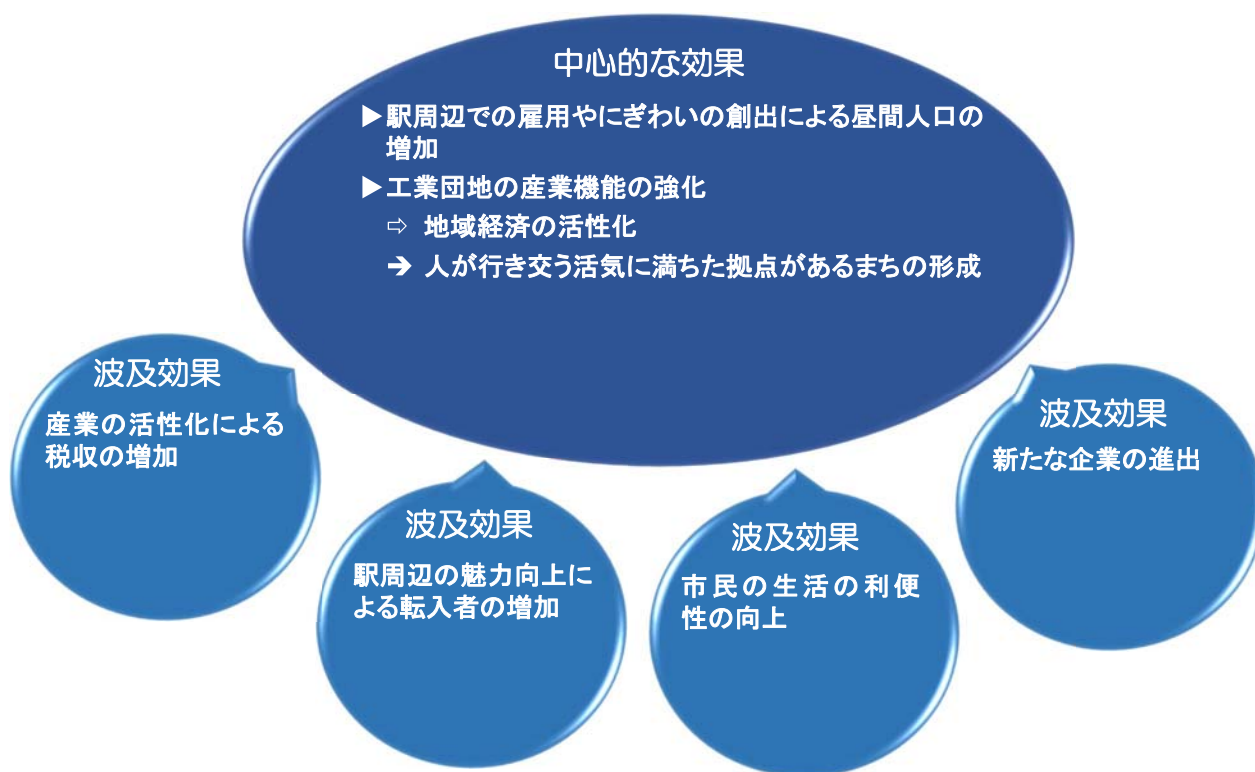 中心的な効果
▶駅周辺での雇用やにぎわいの創出による昼間人口の
増加
▶工業団地の産業機能の強化
⇨ 地域経済の活性化
➔ 人が行き交う活気に満ちた拠点があるまちの形成
波及効果
産業の活性化による
税収の増加
波及効果
駅周辺の魅力向上に
よる転入者の増加
波及効果
市民の生活の利便
性の向上
波及効果
新たな企業の進出